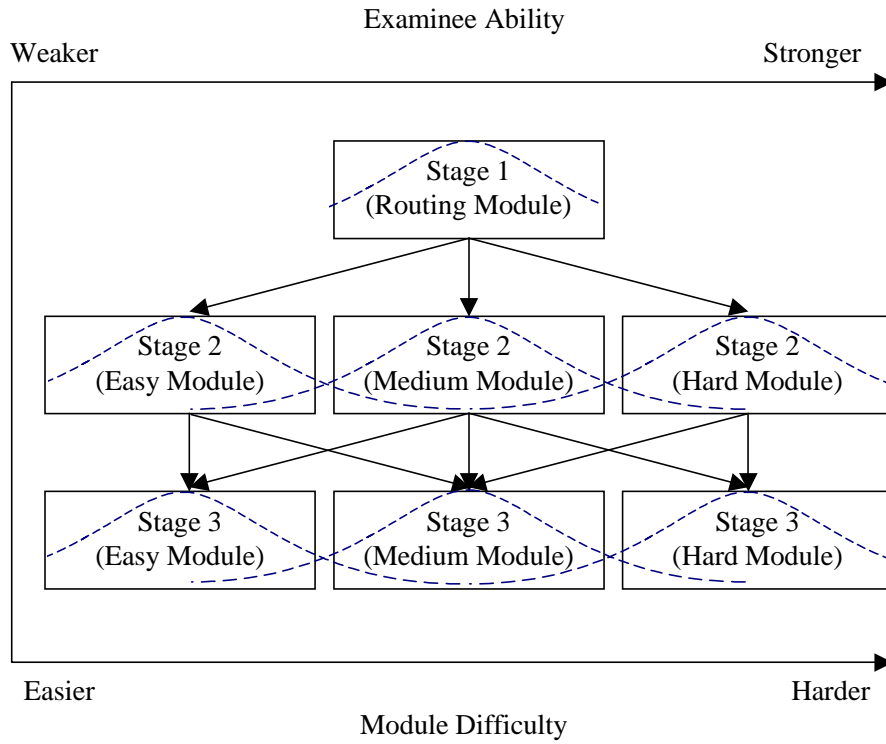 Examinee Ability
Weaker
Stronger
Stage 1
(Routing Module)
Stage 2
(Easy Module)
Stage 2
(Medium Module)
Stage 2
(Hard Module)
Stage 3
(Easy Module)
Stage 3
(Medium Module)
Stage 3
(Hard Module)
Easier
Harder
Module Difficulty